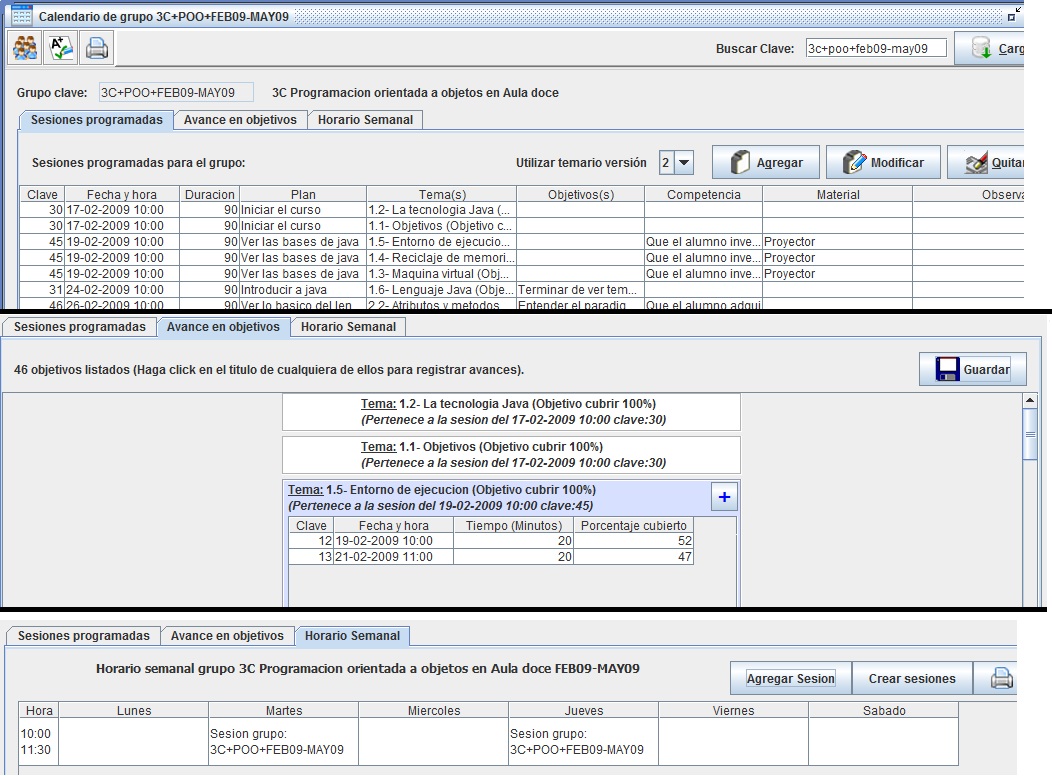 Calendario de grupo 3C+POO+FEB09-MAY09
A+
Buscar Clave: 3c+poo+feb09-may09 Carg
Grupo clave: 3C+POO+FEB09-MAY09 3C Programacion orientada a objetos en Aula doce
Sesiones programadas Avance en objetivos Horario Semanal
Sesiones programadas para el grupo: Utilizar temario versión 2 Agregar Modificar Quitar
Clave Fecha y hora Duracion Plan Tema(s) Objetivos(s) Competencia Material Observa
30 17-02-2009 10:00 90 Iniciar el curso 1.2- La tecnologia Java (...
30 17-02-2009 10:00 90 Iniciar el curso 1.1- Objetivos (Objetivo c...
45 19-02-2009 10:00 90 Ver las bases de java 1.5- Entorno de ejecucio... Que el alumno inve... Proyector
45 19-02-2009 10:00 90 Ver las bases de java 1.4- Reciclaje de memori... Que el alumno inve... Proyector
45 19-02-2009 10:00 90 Ver las bases de java 1.3- Maquina virtual (Obj... Que el alumno inve... Proyector
31 24-02-2009 10:00 90 Introducir a java 1.6- Lenguaje Java (Obje... Terminar de ver tem...
46 26-02-2009 10:00 90 Ver lo basico del len 2.2- Atributos y metodos Entender el paradig Que el alumno adqui
Sesiones programadas Avance en objetivos Horario Semanal
46 objetivos listados (Haga click en el titulo de cualquiera de ellos para registrar avances). Guardar
Tema: 1.2- La tecnologia Java (Objetivo cubrir 100%)
(Pertenece a la sesion del 17-02-2009 10:00 clave:30)
Tema: 1.1- Objetivos (Objetivo cubrir 100%)
(Pertenece a la sesion del 17-02-2009 10:00 clave:30)
Tema: 1.5- Entorno de ejecucion (Objetivo cubrir 100%)
(Pertenece a la sesion del 19-02-2009 10:00 clave:45)
+
Clave Fecha y hora Tiempo (Minutos) Porcentaje cubierto
12 19-02-2009 10:00 20 52
13 21-02-2009 11:00 20 47
Sesiones programadas Avance en objetivos Horario Semanal
Horario semanal grupo 3C Programacion orientada a objetos en Aula doce FEB09-MAY09 Agregar Sesion Crear sesiones
Hora Lunes Martes Miercoles Jueves Viernes Sabado
10:00 Sesion grupo: Sesion grupo:
11:30 3C+POO+FEB09-MAY09 3C+POO+FEB09-MAY09